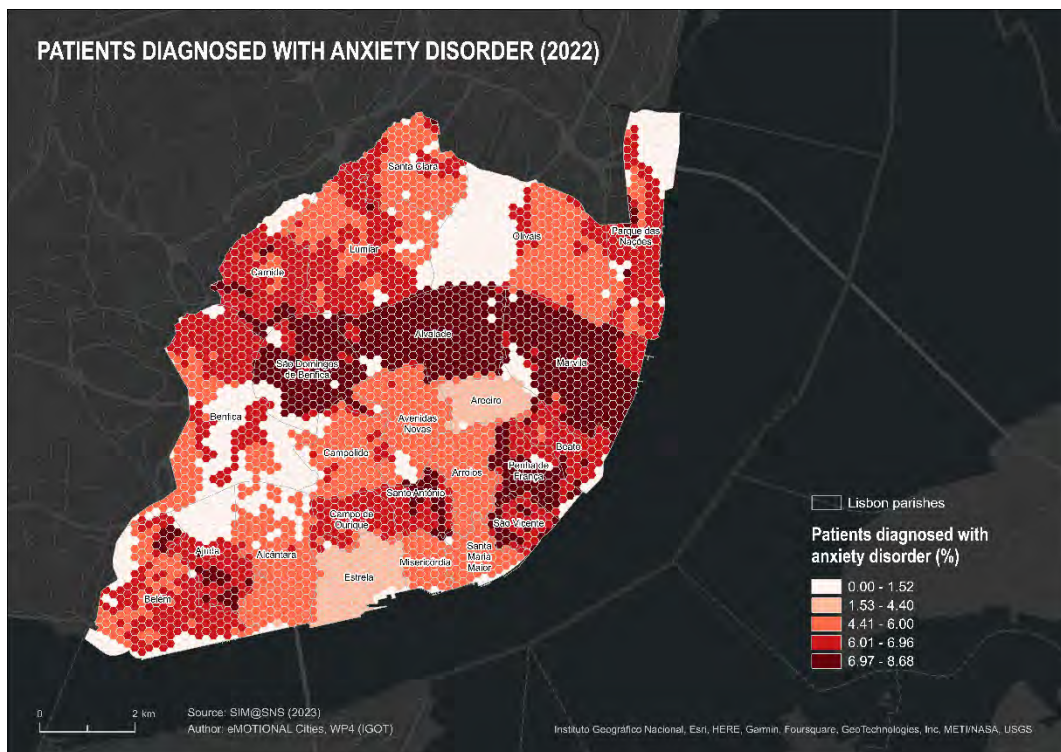 PATIENTS DIAGNOSED WITH ANXIETY DISORDER (2022)
Santa Clara
Olivais
Parque das
Nações
Lumiar
Carnide
Alvalade
São Domingos
de Benfica
Marvila
Areeiro
Benfica
Avenidas
Novas
Campolide
Beato
Arroios
Penha de
França
Santo António
Campo de
Ourique
São Vicente
Ajuda
Alcântara
Santa
Maria
Maior
Misericórdia
Estrela
Belém
Lisbon parishes
Patients diagnosed with
anxiety disorder (%)
0.00 - 1.52
1.53 - 4.40
4.41 - 6.00
6.01 - 6.96
6.97 - 8.68
0 2 km
Source: SIM@SNS (2023)
Author: eMOTIONAL Cities, WP4 (IGOT)
Instituto Geográfico Nacional, Esri, HERE, Garmin, Foursquare, GeoTechnologies, Inc, METI/NASA, USGS